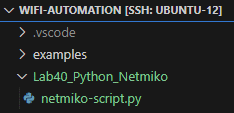 WIFI-AUTOMATION [SSH: UBUNTU-12]
.vscode
examples
Lab40_Python_Netmiko
netmiko-script.py